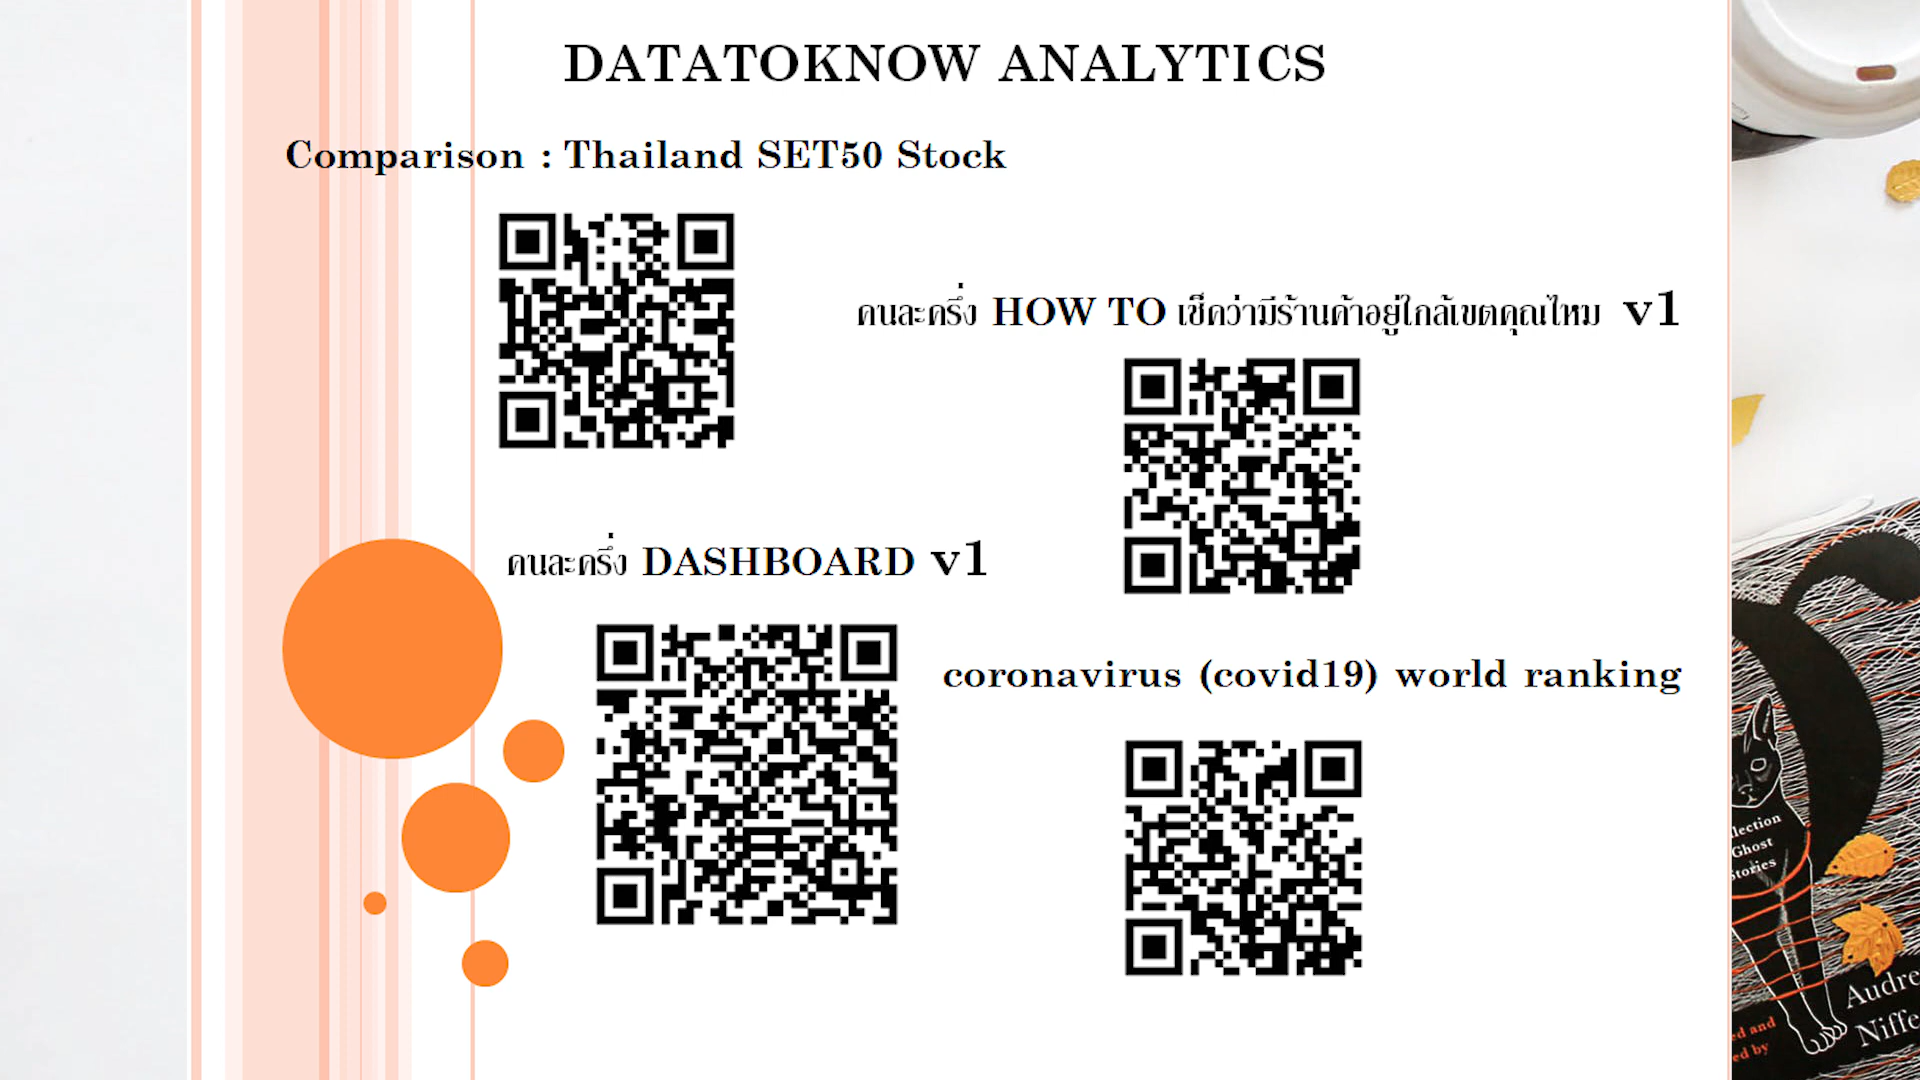 DATATOKNOW ANALYTICS
Comparison : Thailand SET50 Stock
คนละครึ่ง HOW TO เช็คว่ามีร้านค้าอยู่ใกล้เขตคุณไหม v1
คนละครึ่ง DASHBOARD v1
coronavirus (covid19) world ranking
Ghost